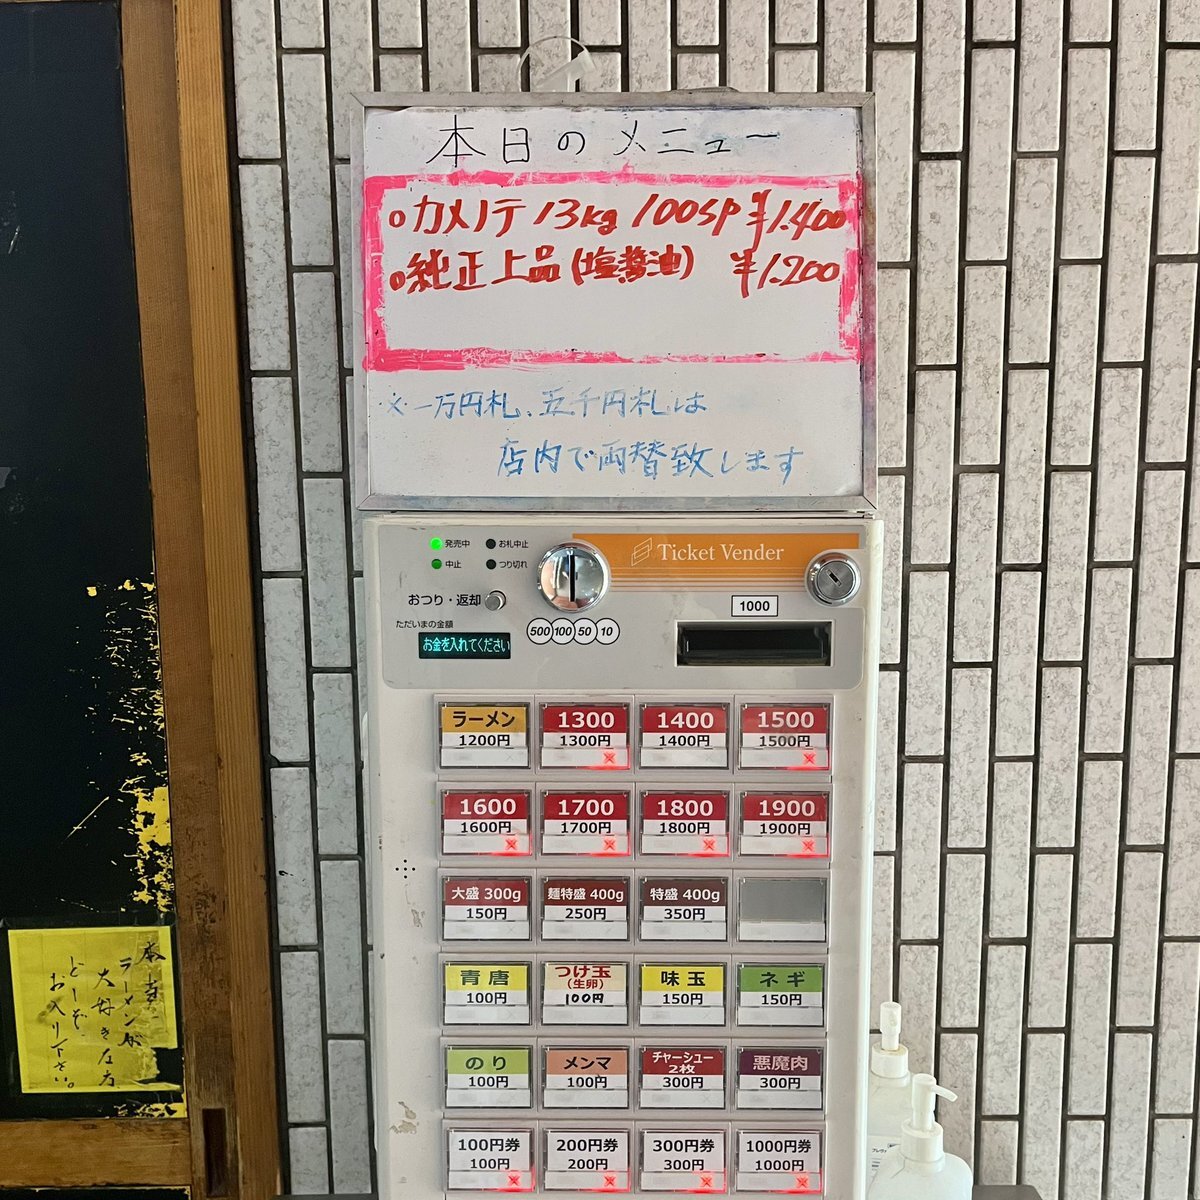 本日のメニュー
○カメノテ13kg 100SP ¥1.400
○純正上品(塩醤油) ¥1.200
※一万円札、五千円札は
店内で両替致します
発売中 お札中止
中止 つり切れ
Ticket Vender
おつり・返却
1000
ただいまの金額
お金を入れてください
500 100 50 10
ラーメン 1300 1400 1500
1200円 1300円 1400円 1500円
1600 1700 1800 1900
1600円 1700円 1800円 1900円
大盛 300g 麺特盛 400g 特盛 400g
150円 250円 350円
青唐 つけ玉 (生卵) 味玉 ネギ
100円 100円 150円 150円
のり メンマ チャーシュー 2枚 悪魔肉
100円 100円 300円 300円
100円券 200円券 300円券 1000円券
100円 200円 300円 1000円
ラーメンが
大好きな方
どーぞ
お入り下さい。